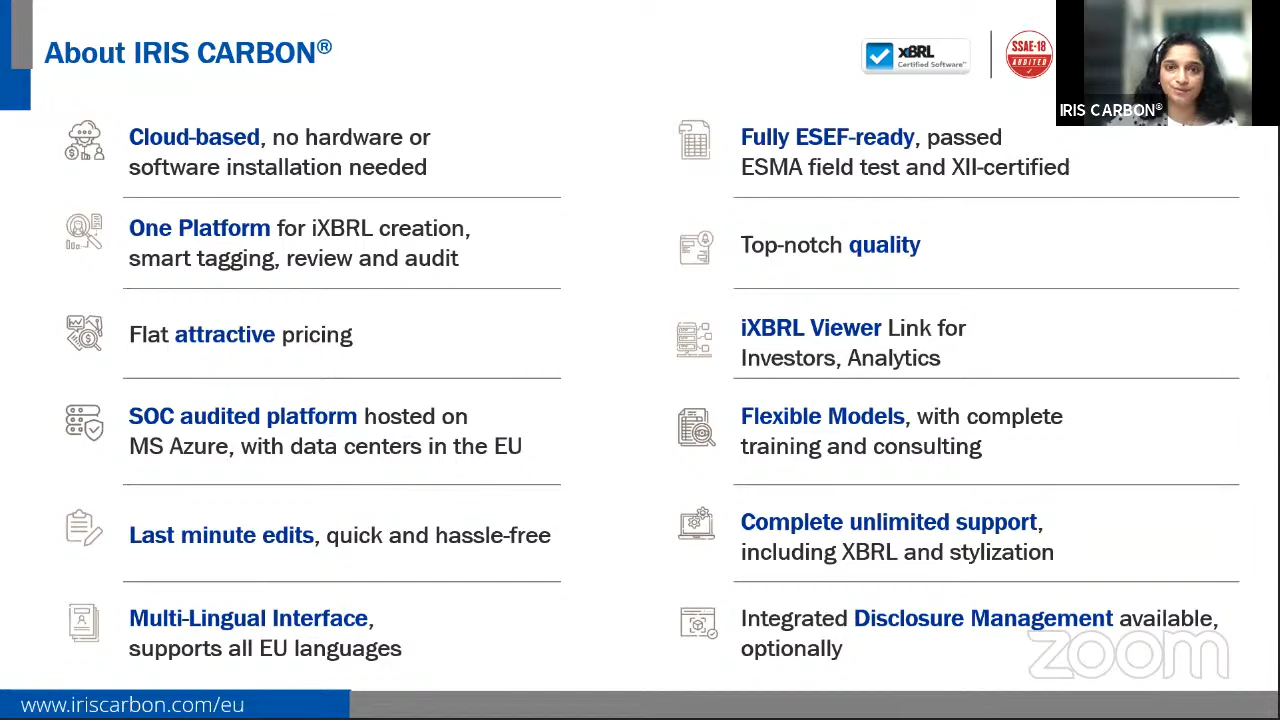 About IRIS CARBON®
XBRL
Certified Software™
SSAE-18
AUDITED
IRIS CARBON®
Cloud-based, no hardware or
software installation needed
One Platform for iXBRL creation,
smart tagging, review and audit
Flat attractive pricing
SOC audited platform hosted on
MS Azure, with data centers in the EU
Last minute edits, quick and hassle-free
Multi-Lingual Interface,
supports all EU languages
Fully ESEF-ready, passed
ESMA field test and XII-certified
Top-notch quality
iXBRL Viewer Link for
Investors, Analytics
Flexible Models, with complete
training and consulting
Complete unlimited support,
including XBRL and stylization
Integrated Disclosure Management available,
optionally
zoom
www.iriscarbon.com/eu